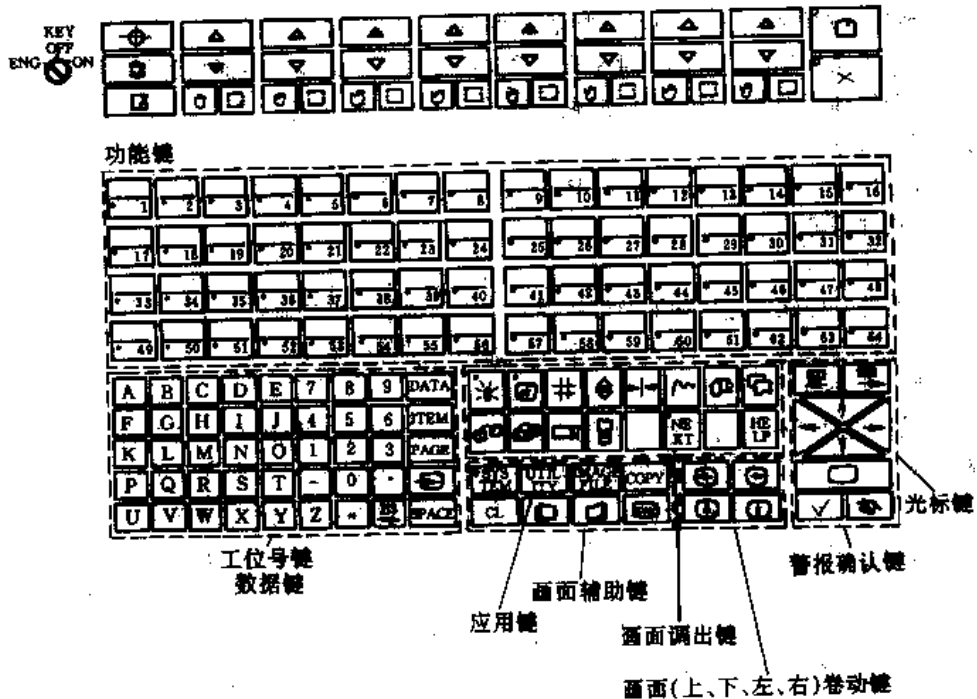 KEY
OFF
ENG ON
功能键
1 2 3 4 5 6 7 8 9 10 11 12 13 14 15 16
17 18 19 20 21 22 23 24 25 26 27 28 29 30 31 32
33 34 35 36 37 38 39 40 41 42 43 44 45 46 47 48
49 50 51 52 53 54 55 56 57 58 59 60 61 62 63 64
A B C D E 7 8 9 DATA
F G H I J 4 5 6 ITEM
NE HE
XT LP
K L M N O 1 2 3 PAGE
P Q R S T - 0 ·
COPY
U V W X Y Z SPACE
CL
光标键
工位号键
数据键
警报确认键
画面辅助键
应用键
画面调出键
画面(上、下、左、右)卷动键